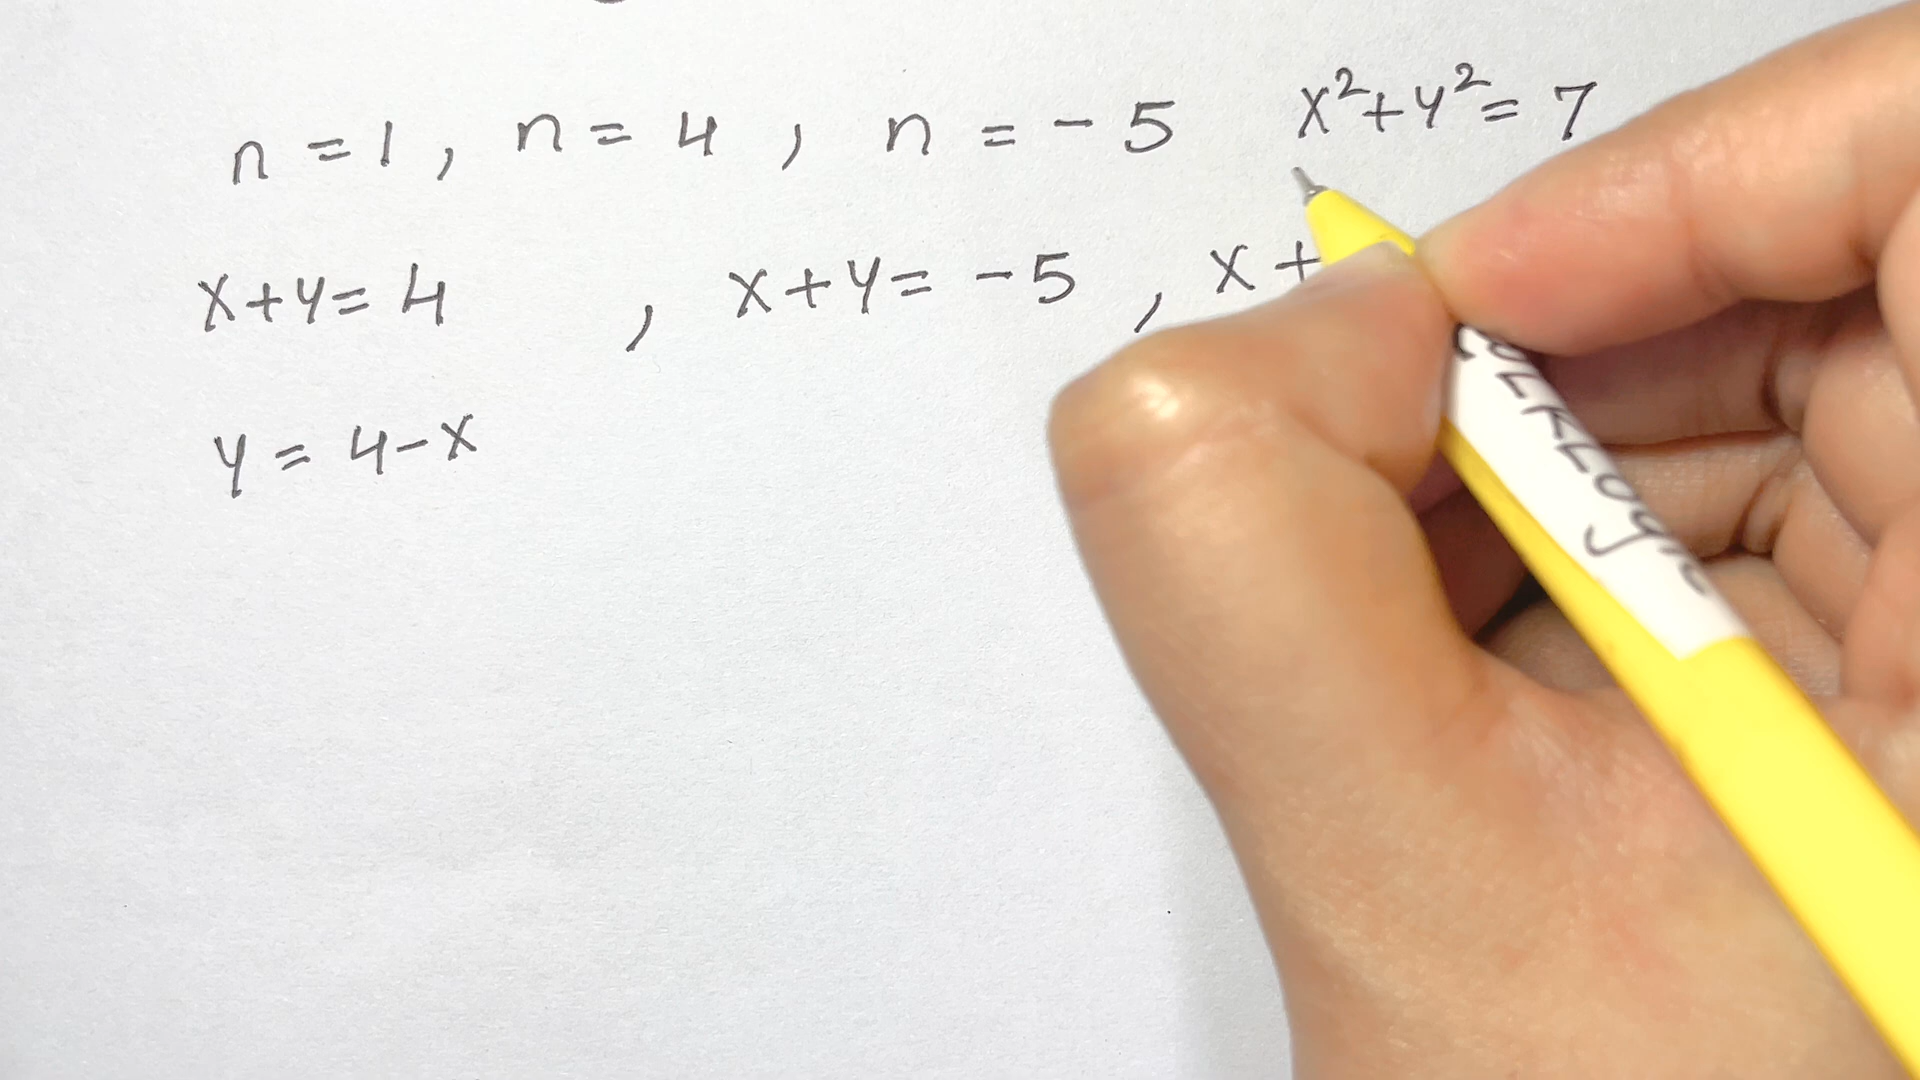 n = 1 , n = 4 , n = - 5 x² + y² = 7
x + y = 4 , x + y = - 5 , x +
y = 4 - x